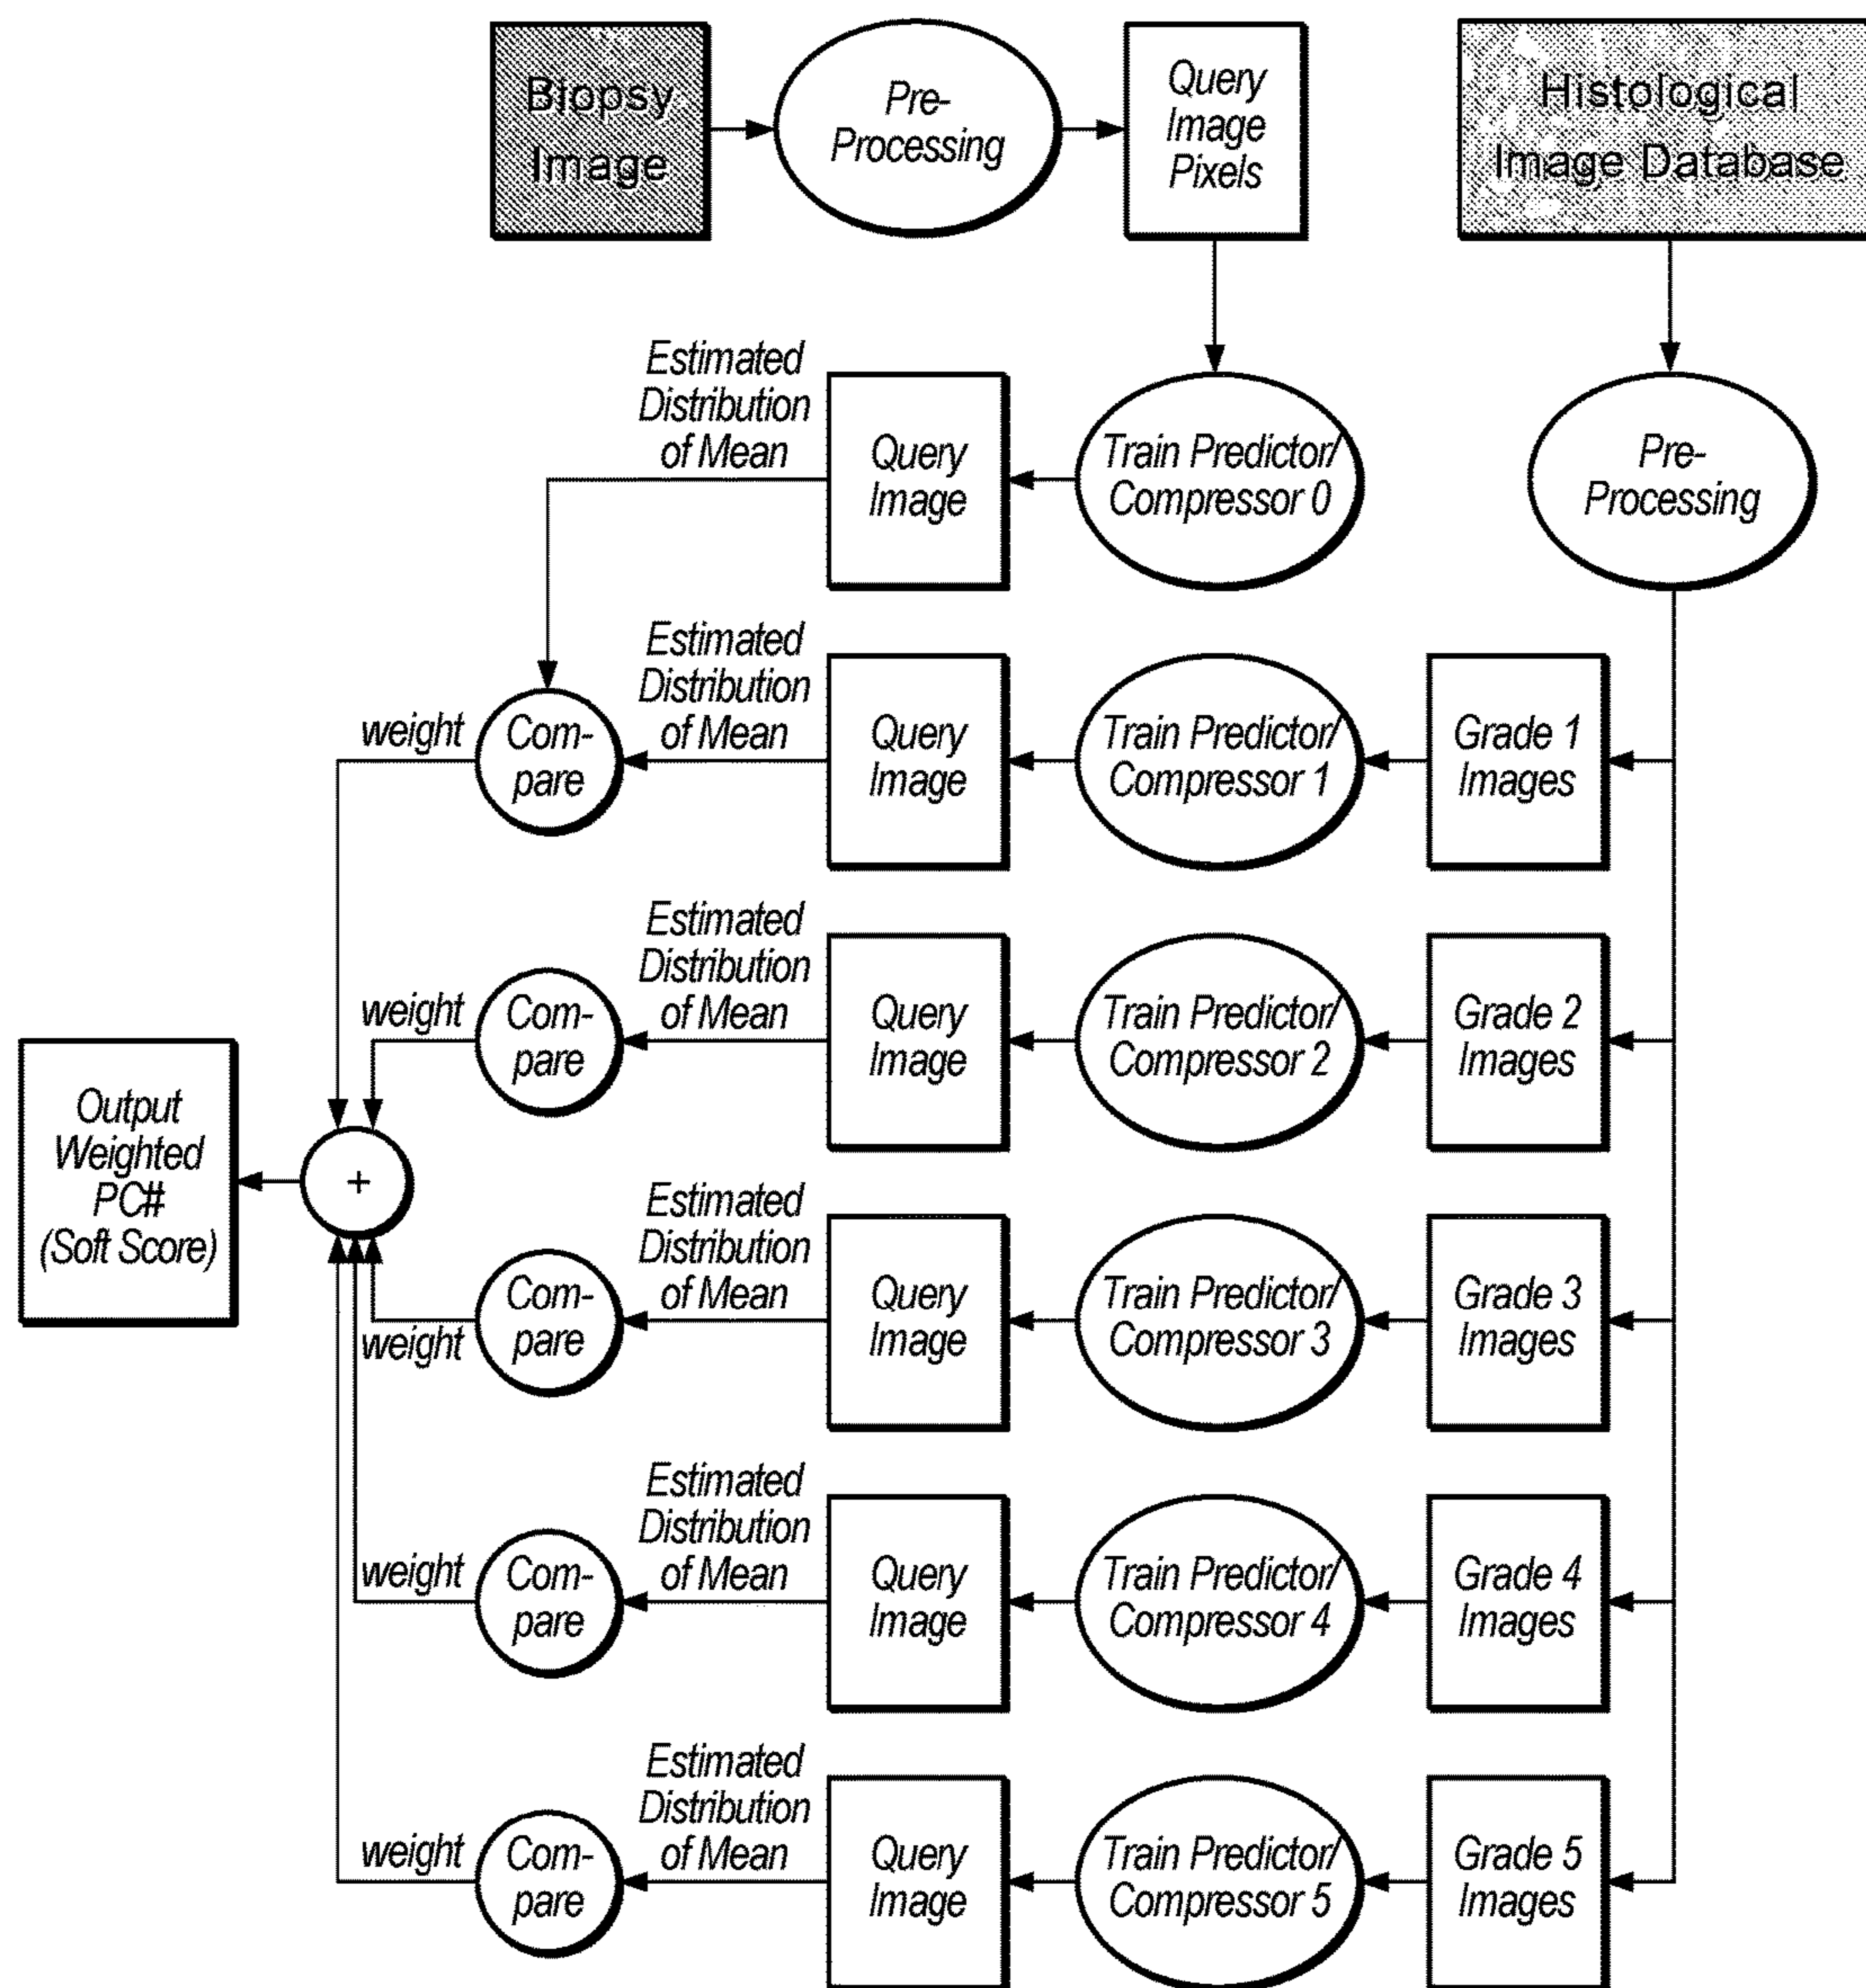 Biopsy
Image
Pre-
Processing
Query
Image
Pixels
Histological
Image Database
Estimated
Distribution
of Mean
Query
Image
Train Predictor/
Compressor 0
Pre-
Processing
weight
Com-
pare
Estimated
Distribution
of Mean
Query
Image
Train Predictor/
Compressor 1
Grade 1
Images
weight
Com-
pare
Estimated
Distribution
of Mean
Query
Image
Train Predictor/
Compressor 2
Grade 2
Images
Output
Weighted
PC#
(Soft Score)
+
weight
Com-
pare
Estimated
Distribution
of Mean
Query
Image
Train Predictor/
Compressor 3
Grade 3
Images
weight
Com-
pare
Estimated
Distribution
of Mean
Query
Image
Train Predictor/
Compressor 4
Grade 4
Images
weight
Com-
pare
Estimated
Distribution
of Mean
Query
Image
Train Predictor/
Compressor 5
Grade 5
Images